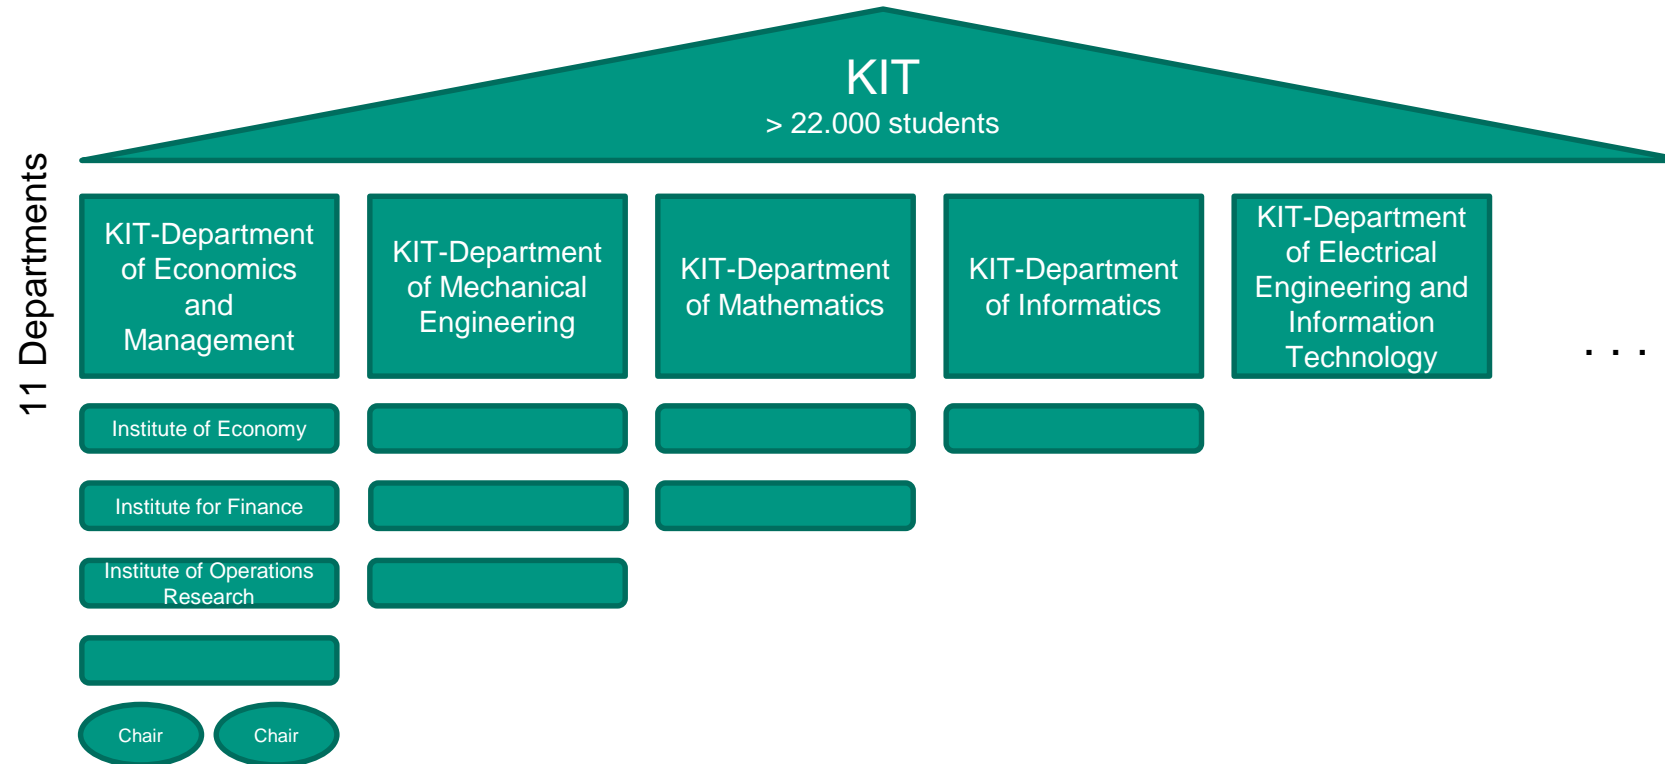 KIT
> 22.000 students
11 Departments
KIT-Department
of Economics
and
Management
KIT-Department
of Mechanical
Engineering
KIT-Department
of Mathematics
KIT-Department
of Informatics
KIT-Department
of Electrical
Engineering and
Information
Technology
. . .
Institute of Economy
Institute for Finance
Institute of Operations
Research
Chair
Chair